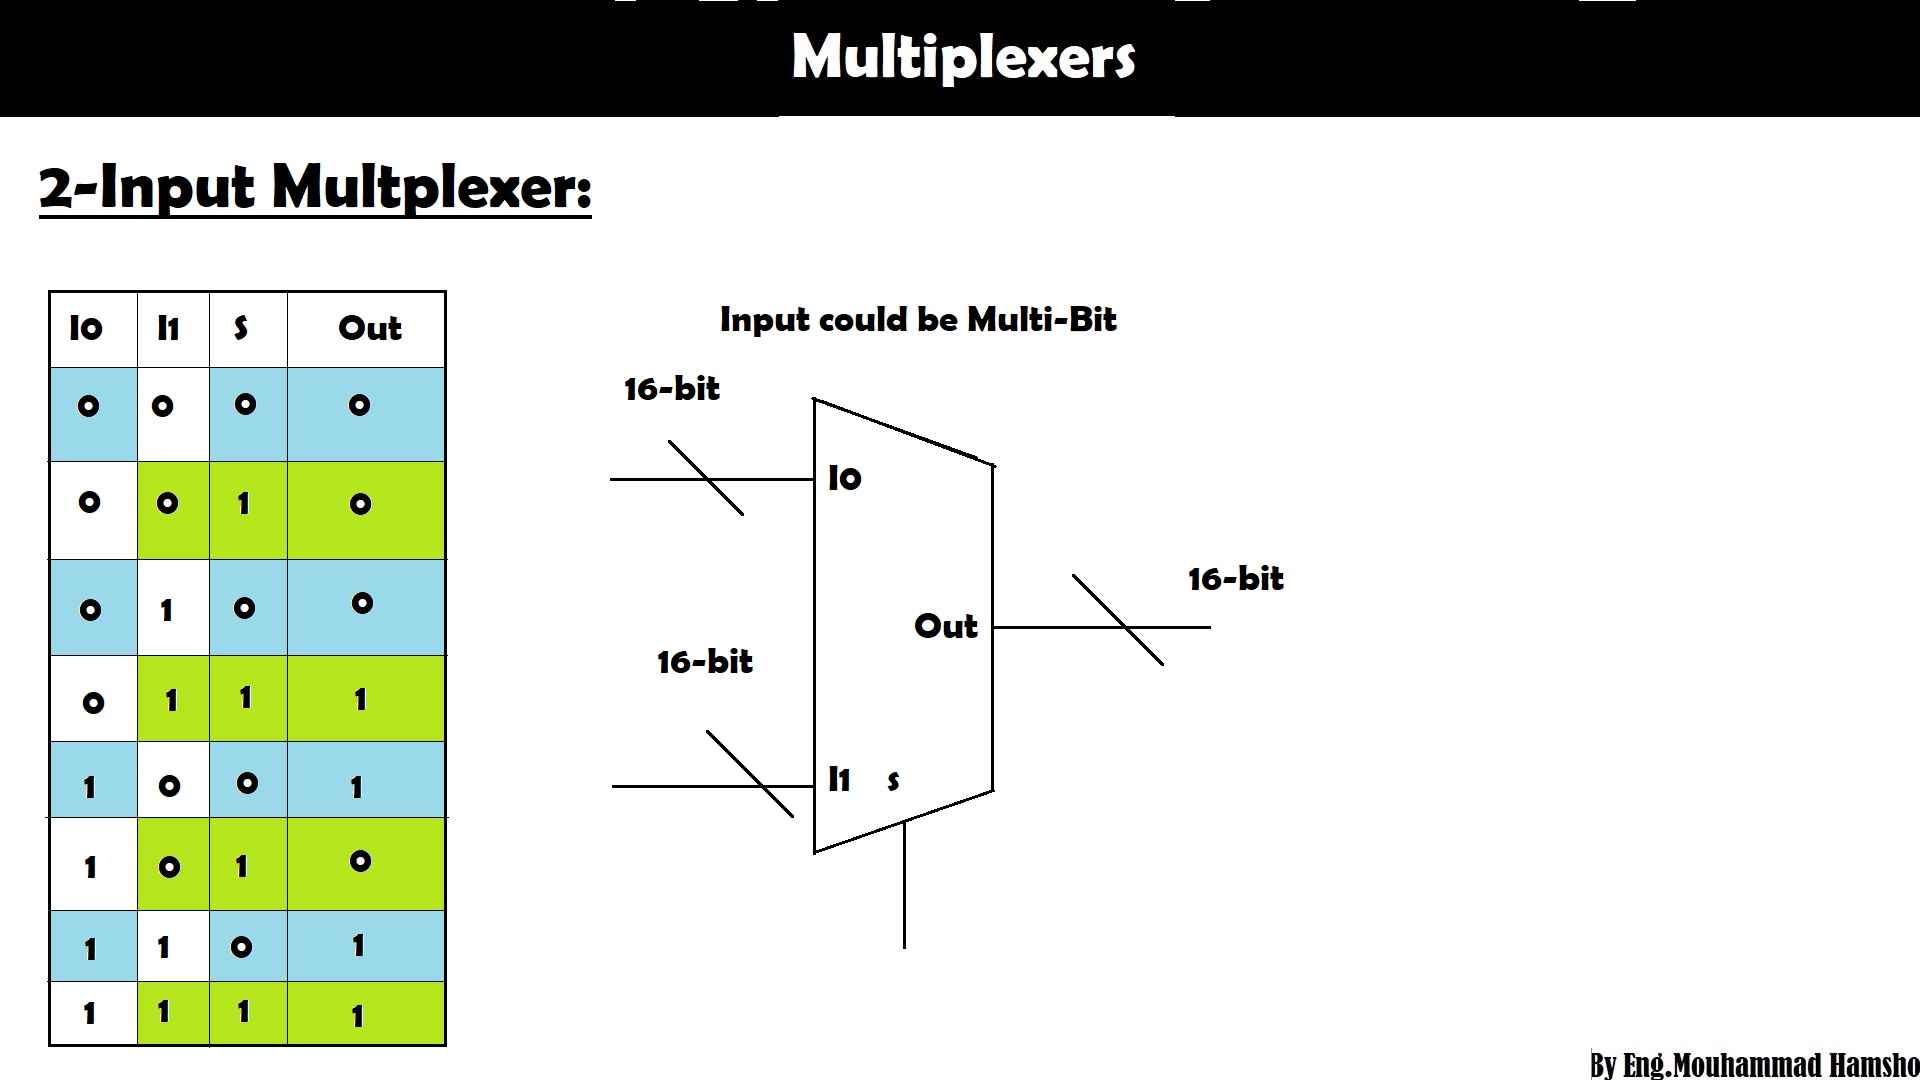 Multiplexers
2-Input Multplexer:
I0 I1 S Out
0 0 0 0
0 0 1 0
0 1 0 0
0 1 1 1
1 0 0 1
1 0 1 0
1 1 0 1
1 1 1 1
Input could be Multi-Bit
16-bit
I0
16-bit
Out
16-bit
I1 s
By Eng.Mouhammad Hamsho